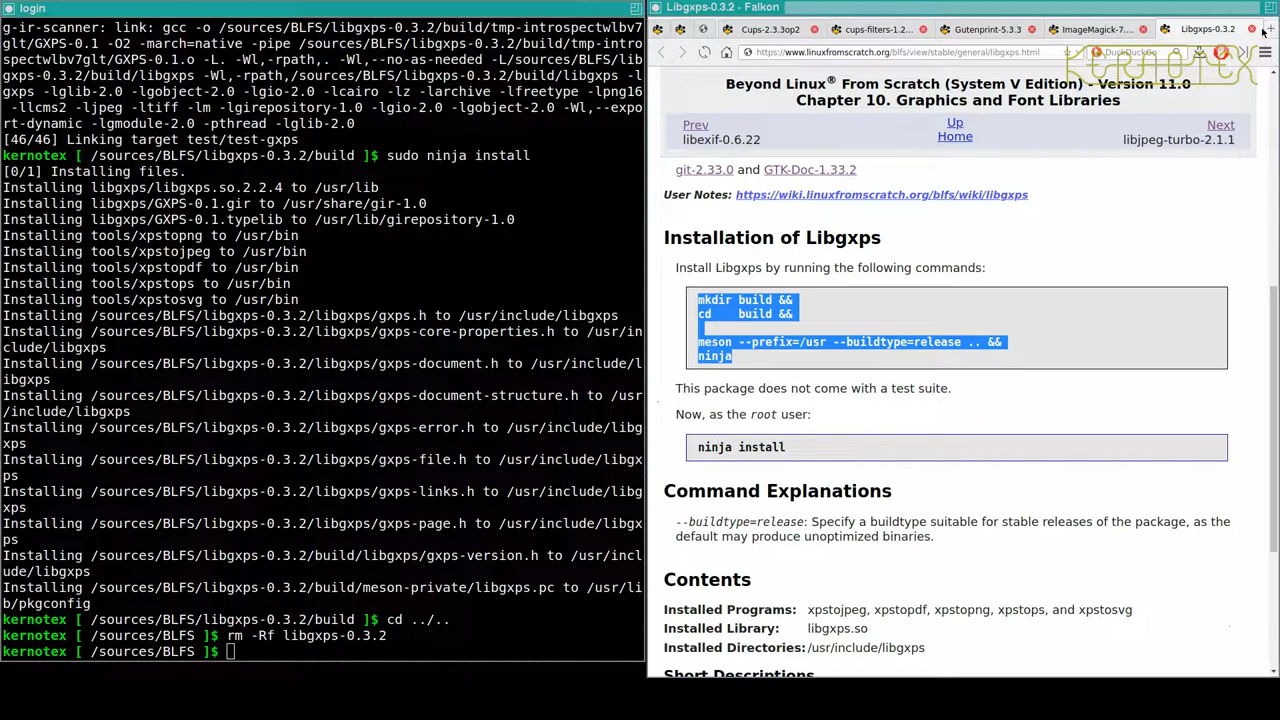 login
g-ir-scanner: link: gcc -o /sources/BLFS/libgxps-0.3.2/build/tmp-introspectwlbv7
glt/GXPS-0.1 -O2 -march=native -pipe /sources/BLFS/libgxps-0.3.2/build/tmp-intro
spectwlbv7glt/GXPS-0.1.o -L. -Wl,-rpath,. -Wl,--no-as-needed -L/sources/BLFS/lib
gxps-0.3.2/build/libgxps -Wl,-rpath,/sources/BLFS/libgxps-0.3.2/build/libgxps -l
gxps -lglib-2.0 -lgobject-2.0 -lgio-2.0 -lcairo -lz -larchive -lfreetype -lpng16
 -llcms2 -ljpeg -ltiff -lm -lgirepository-1.0 -lgio-2.0 -lgobject-2.0 -Wl,--expo
rt-dynamic -lgmodule-2.0 -pthread -lglib-2.0
[46/46] Linking target test/test-gxps
kernotex [ /sources/BLFS/libgxps-0.3.2/build ]$ sudo ninja install
[0/1] Installing files.
Installing libgxps/libgxps.so.2.2.4 to /usr/lib
Installing libgxps/GXPS-0.1.gir to /usr/share/gir-1.0
Installing libgxps/GXPS-0.1.typelib to /usr/lib/girepository-1.0
Installing tools/xpstopng to /usr/bin
Installing tools/xpstojpeg to /usr/bin
Installing tools/xpstopdf to /usr/bin
Installing tools/xpstops to /usr/bin
Installing tools/xpstosvg to /usr/bin
Installing /sources/BLFS/libgxps-0.3.2/libgxps/gxps.h to /usr/include/libgxps
Installing /sources/BLFS/libgxps-0.3.2/libgxps/gxps-core-properties.h to /usr/in
clude/libgxps
Installing /sources/BLFS/libgxps-0.3.2/libgxps/gxps-document.h to /usr/include/l
ibgxps
Installing /sources/BLFS/libgxps-0.3.2/libgxps/gxps-document-structure.h to /usr
/include/libgxps
Installing /sources/BLFS/libgxps-0.3.2/libgxps/gxps-error.h to /usr/include/libg
xps
Installing /sources/BLFS/libgxps-0.3.2/libgxps/gxps-file.h to /usr/include/libgx
ps
Installing /sources/BLFS/libgxps-0.3.2/libgxps/gxps-links.h to /usr/include/libg
xps
Installing /sources/BLFS/libgxps-0.3.2/libgxps/gxps-page.h to /usr/include/libgx
ps
Installing /sources/BLFS/libgxps-0.3.2/build/libgxps/gxps-version.h to /usr/incl
ude/libgxps
Installing /sources/BLFS/libgxps-0.3.2/build/meson-private/libgxps.pc to /usr/li
b/pkgconfig
kernotex [ /sources/BLFS/libgxps-0.3.2/build ]$ cd ../..
kernotex [ /sources/BLFS ]$ rm -Rf libgxps-0.3.2
kernotex [ /sources/BLFS ]$
Libgxps-0.3.2 - Falkon
Cups-2.3.3op2 cups-filters-1.2... Gutenprint-5.3.3 ImageMagick-7.... Libgxps-0.3.2
https://www.linuxfromscratch.org/blfs/view/stable/general/libgxps.html DuckDuckGo
KERNOTEX
Beyond Linux® From Scratch (System V Edition) - Version 11.0
Chapter 10. Graphics and Font Libraries
Prev Up Next
libexif-0.6.22 Home libjpeg-turbo-2.1.1
git-2.33.0 and GTK-Doc-1.33.2
User Notes: https://wiki.linuxfromscratch.org/blfs/wiki/libgxps
Installation of Libgxps
Install Libgxps by running the following commands:
mkdir build &&
cd    build &&
meson --prefix=/usr --buildtype=release .. &&
ninja
This package does not come with a test suite.
Now, as the root user:
ninja install
Command Explanations
--buildtype=release: Specify a buildtype suitable for stable releases of the package, as the
default may produce unoptimized binaries.
Contents
Installed Programs: xpstojpeg, xpstopdf, xpstopng, xpstops, and xpstosvg
Installed Library: libgxps.so
Installed Directories: /usr/include/libgxps
Short Descriptions